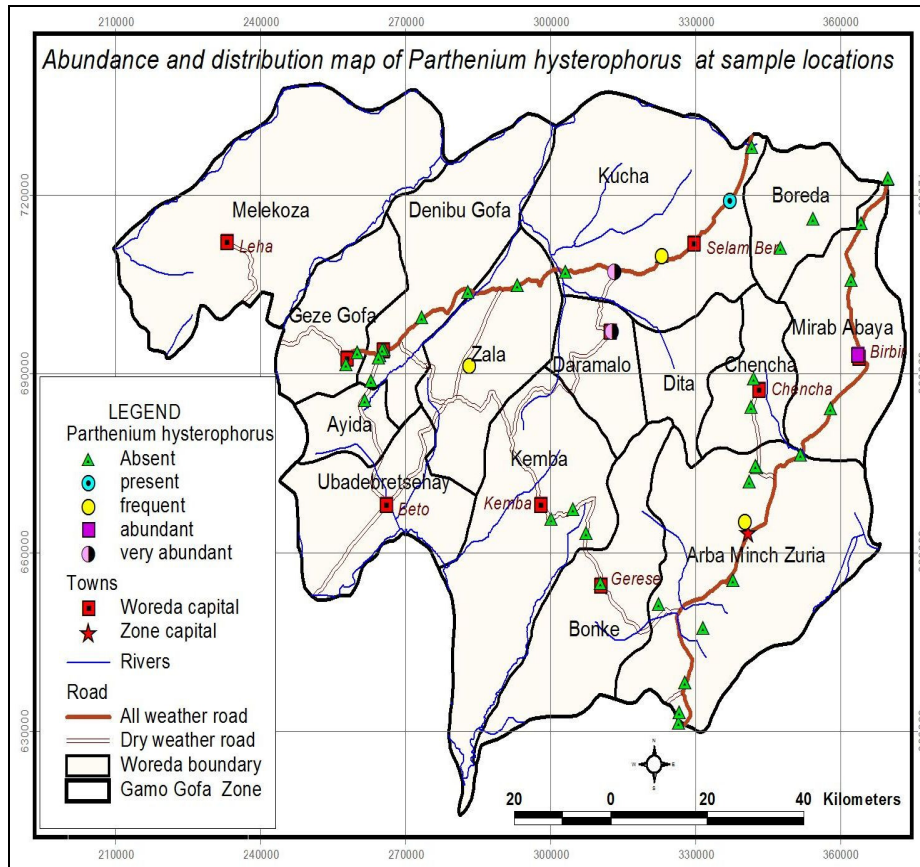 210000 240000 270000 300000 330000 360000
Abundance and distribution map of Parthenium hysterophorus at sample locations
Kucha
720000
Boreda
Melekoza
Denibu Gofa
Leha
Selam Ber
Geze Gofa
Mirab Abaya
Zala
Daramalo
Chencha
Birbir
690000
Dita
Chencha
Ayida
Kemba
Ubadebretsehay
Beto
Kemba
660000
Arba Minch Zuria
Gerese
Bonke
630000
LEGEND
Parthenium hysterophorus
Absent
present
frequent
abundant
very abundant
Towns
Woreda capital
Zone capital
Rivers
Road
All weather road
Dry weather road
Woreda boundary
Gamo Gofa Zone
N
W E
S
20 0 20 40 Kilometers
210000 240000 270000 300000 330000 360000